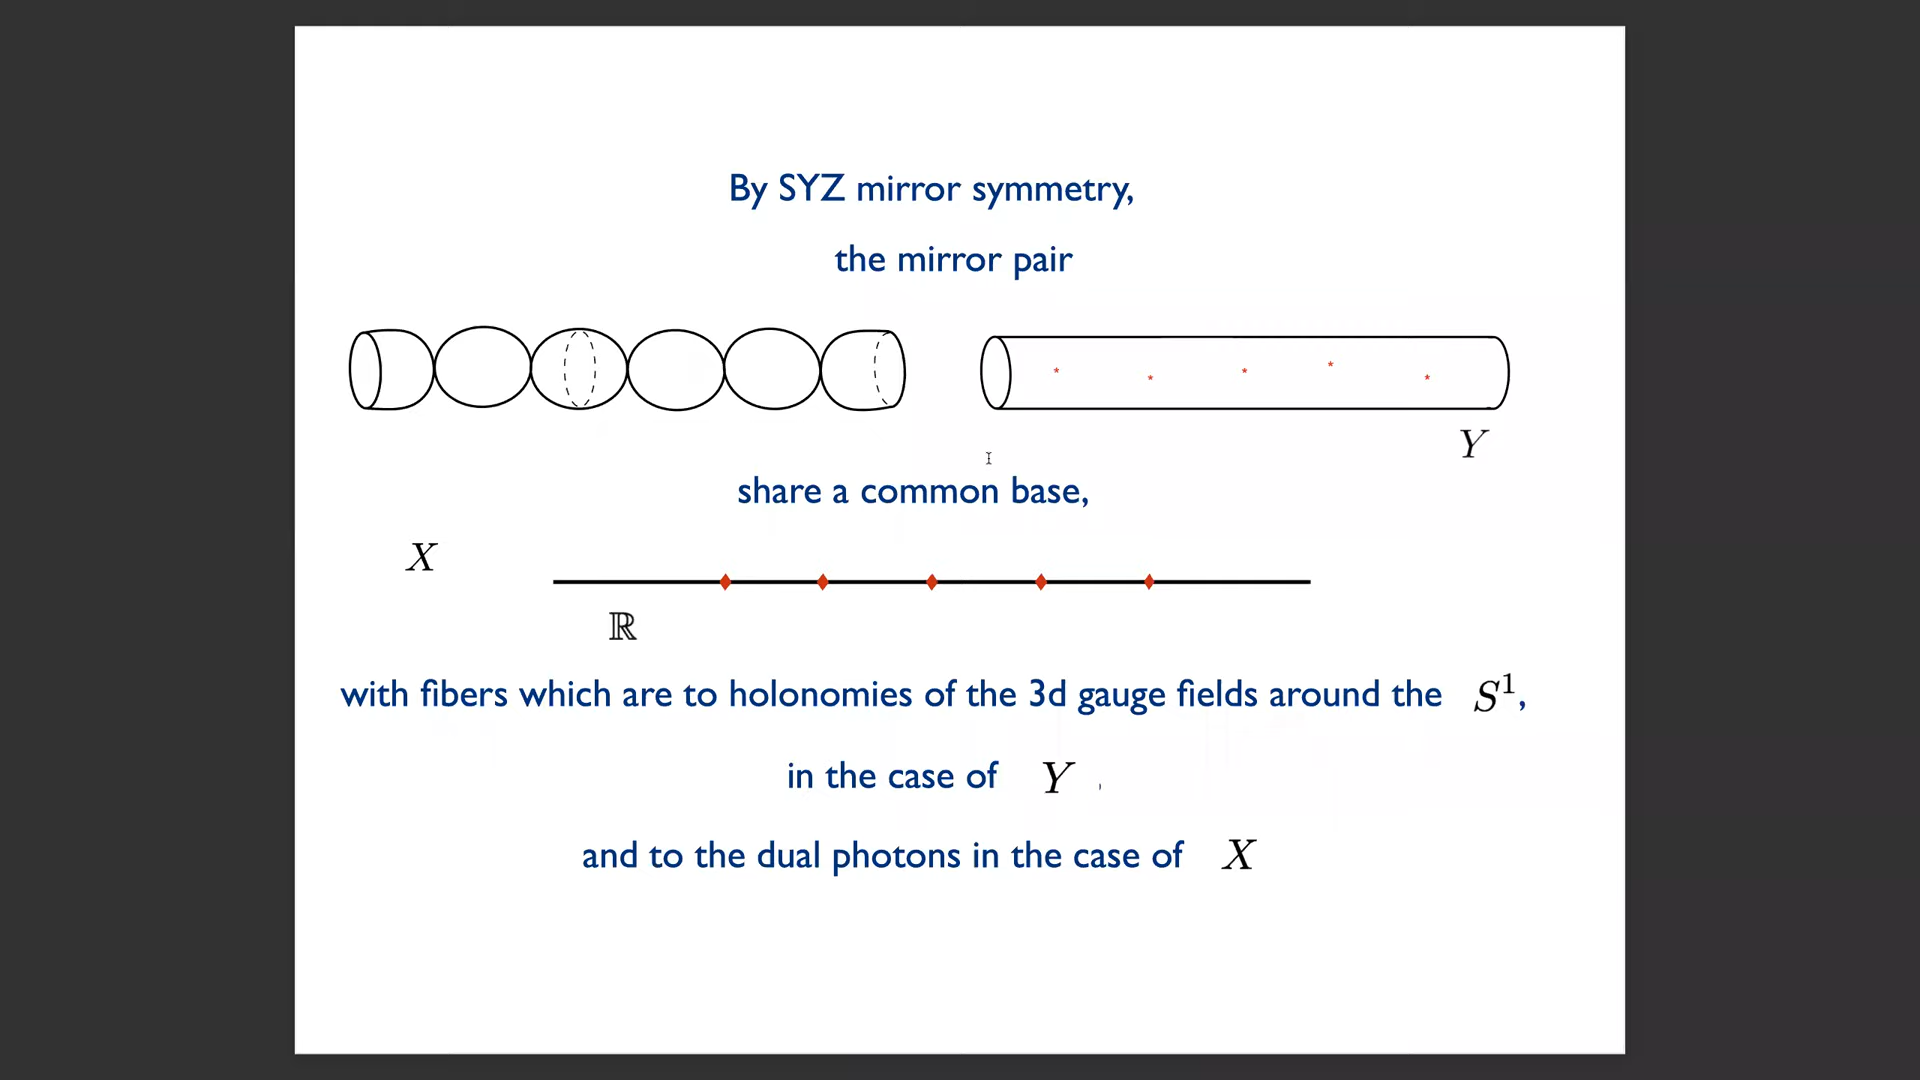 By SYZ mirror symmetry,
the mirror pair
Y
share a common base,
X
ℝ
with fibers which are to holonomies of the 3d gauge fields around the S¹,
in the case of Y ,
and to the dual photons in the case of X